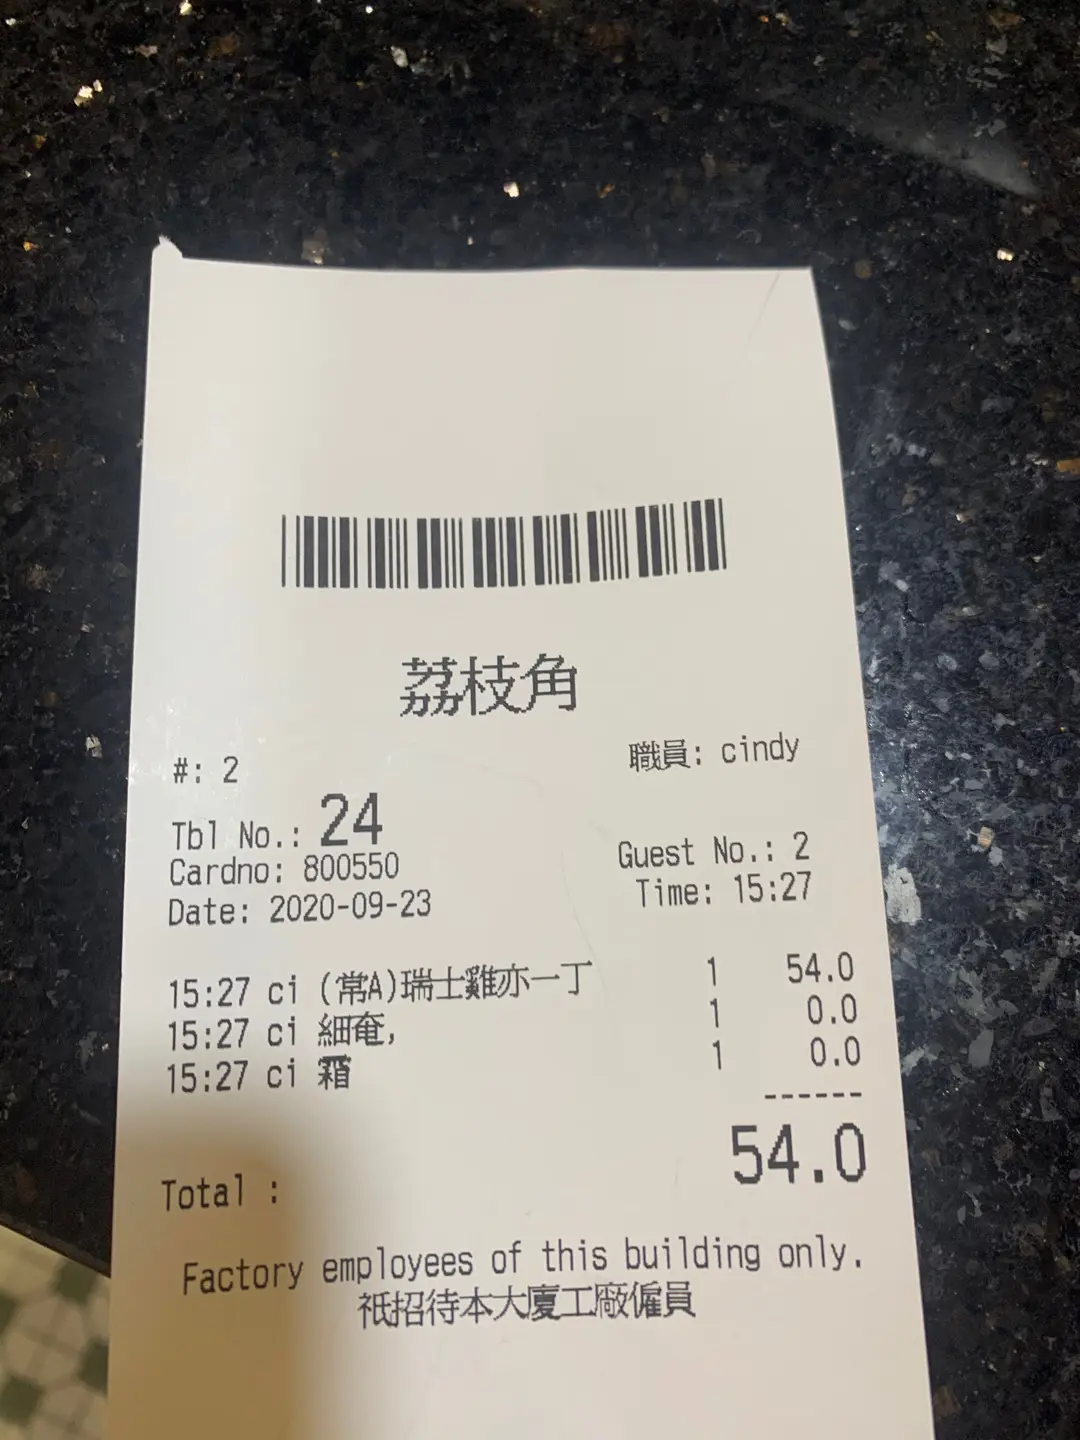 荔枝角
#: 2 職員: cindy
Tbl No.: 24
Cardno: 800550 Guest No.: 2
Date: 2020-09-23 Time: 15:27
15:27 ci (常A)瑞士雞亦一丁 1 54.0
15:27 ci 細奄, 1 0.0
15:27 ci 1 0.0
------
Total : 54.0
Factory employees of this building only.
祇招待本大廈工廠僱員